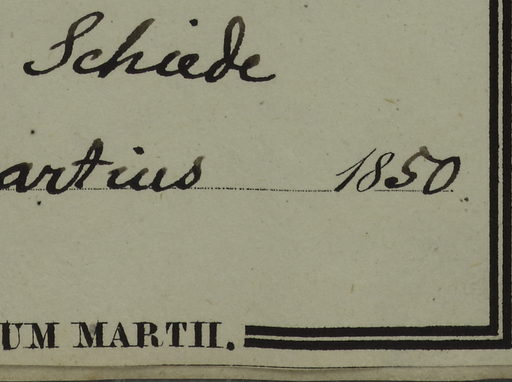 Schiede
artius 1850
UM MARTII.